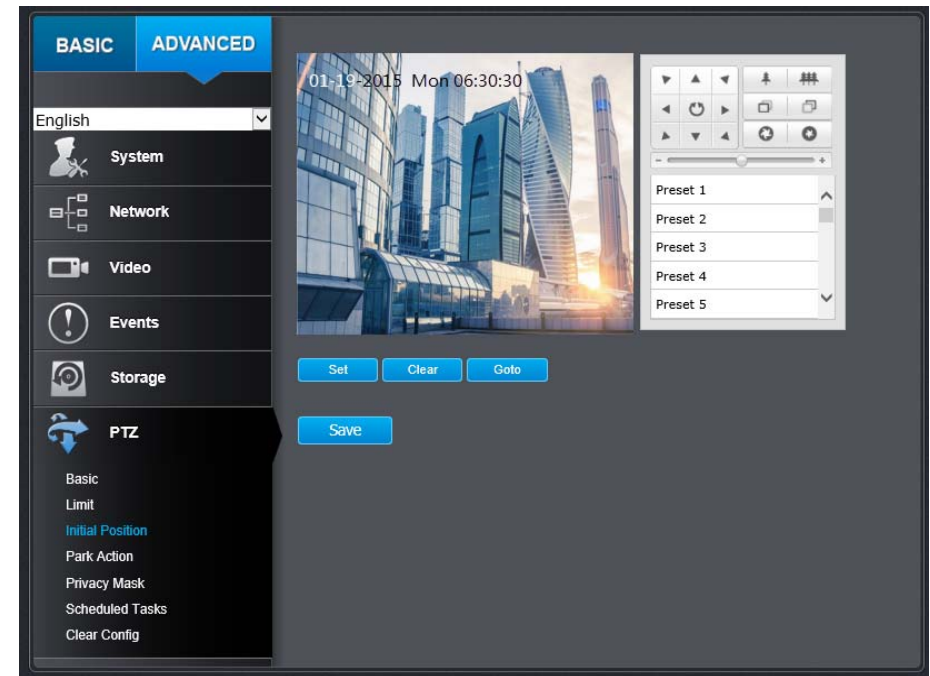 BASIC ADVANCED
English
System
Network
Video
Events
Storage
PTZ
Basic
Limit
Initial Position
Park Action
Privacy Mask
Scheduled Tasks
Clear Config
01-19-2015 Mon 06:30:30
- +
Preset 1
Preset 2
Preset 3
Preset 4
Preset 5
Set Clear Goto
Save